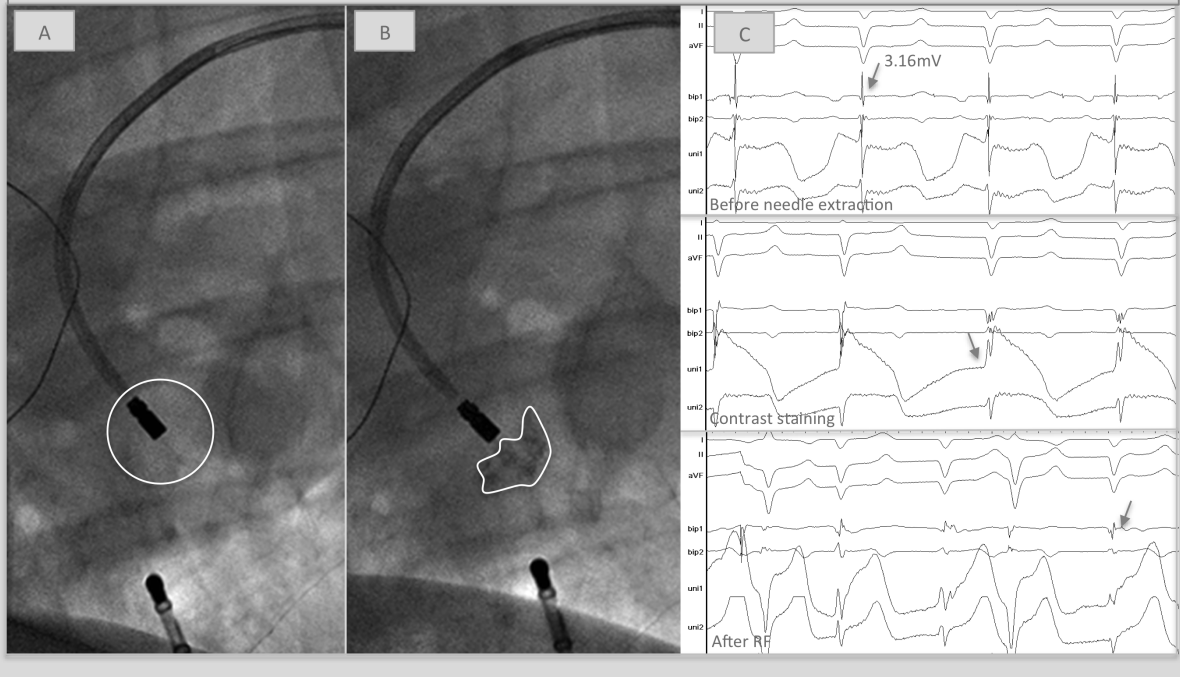 A
B
C
I
II
aVF
3.16mV
bip1
bip2
uni1
uni2
Before needle extraction
I
II
aVF
bip1
bip2
uni1
uni2
Contrast staining
I
II
aVF
bip1
bip2
uni1
uni2
After RF